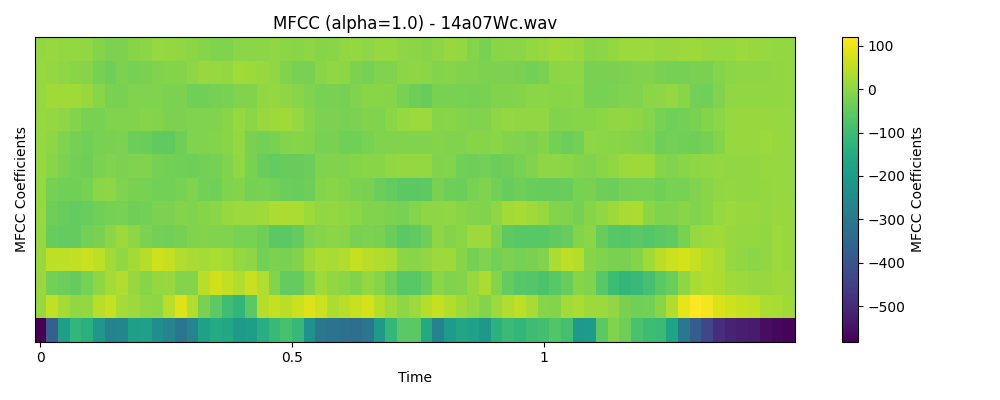 MFCC (alpha=1.0) - 14a07Wc.wav
MFCC Coefficients
0
0.5
1
Time
100
0
−100
−200
−300
−400
−500
MFCC Coefficients